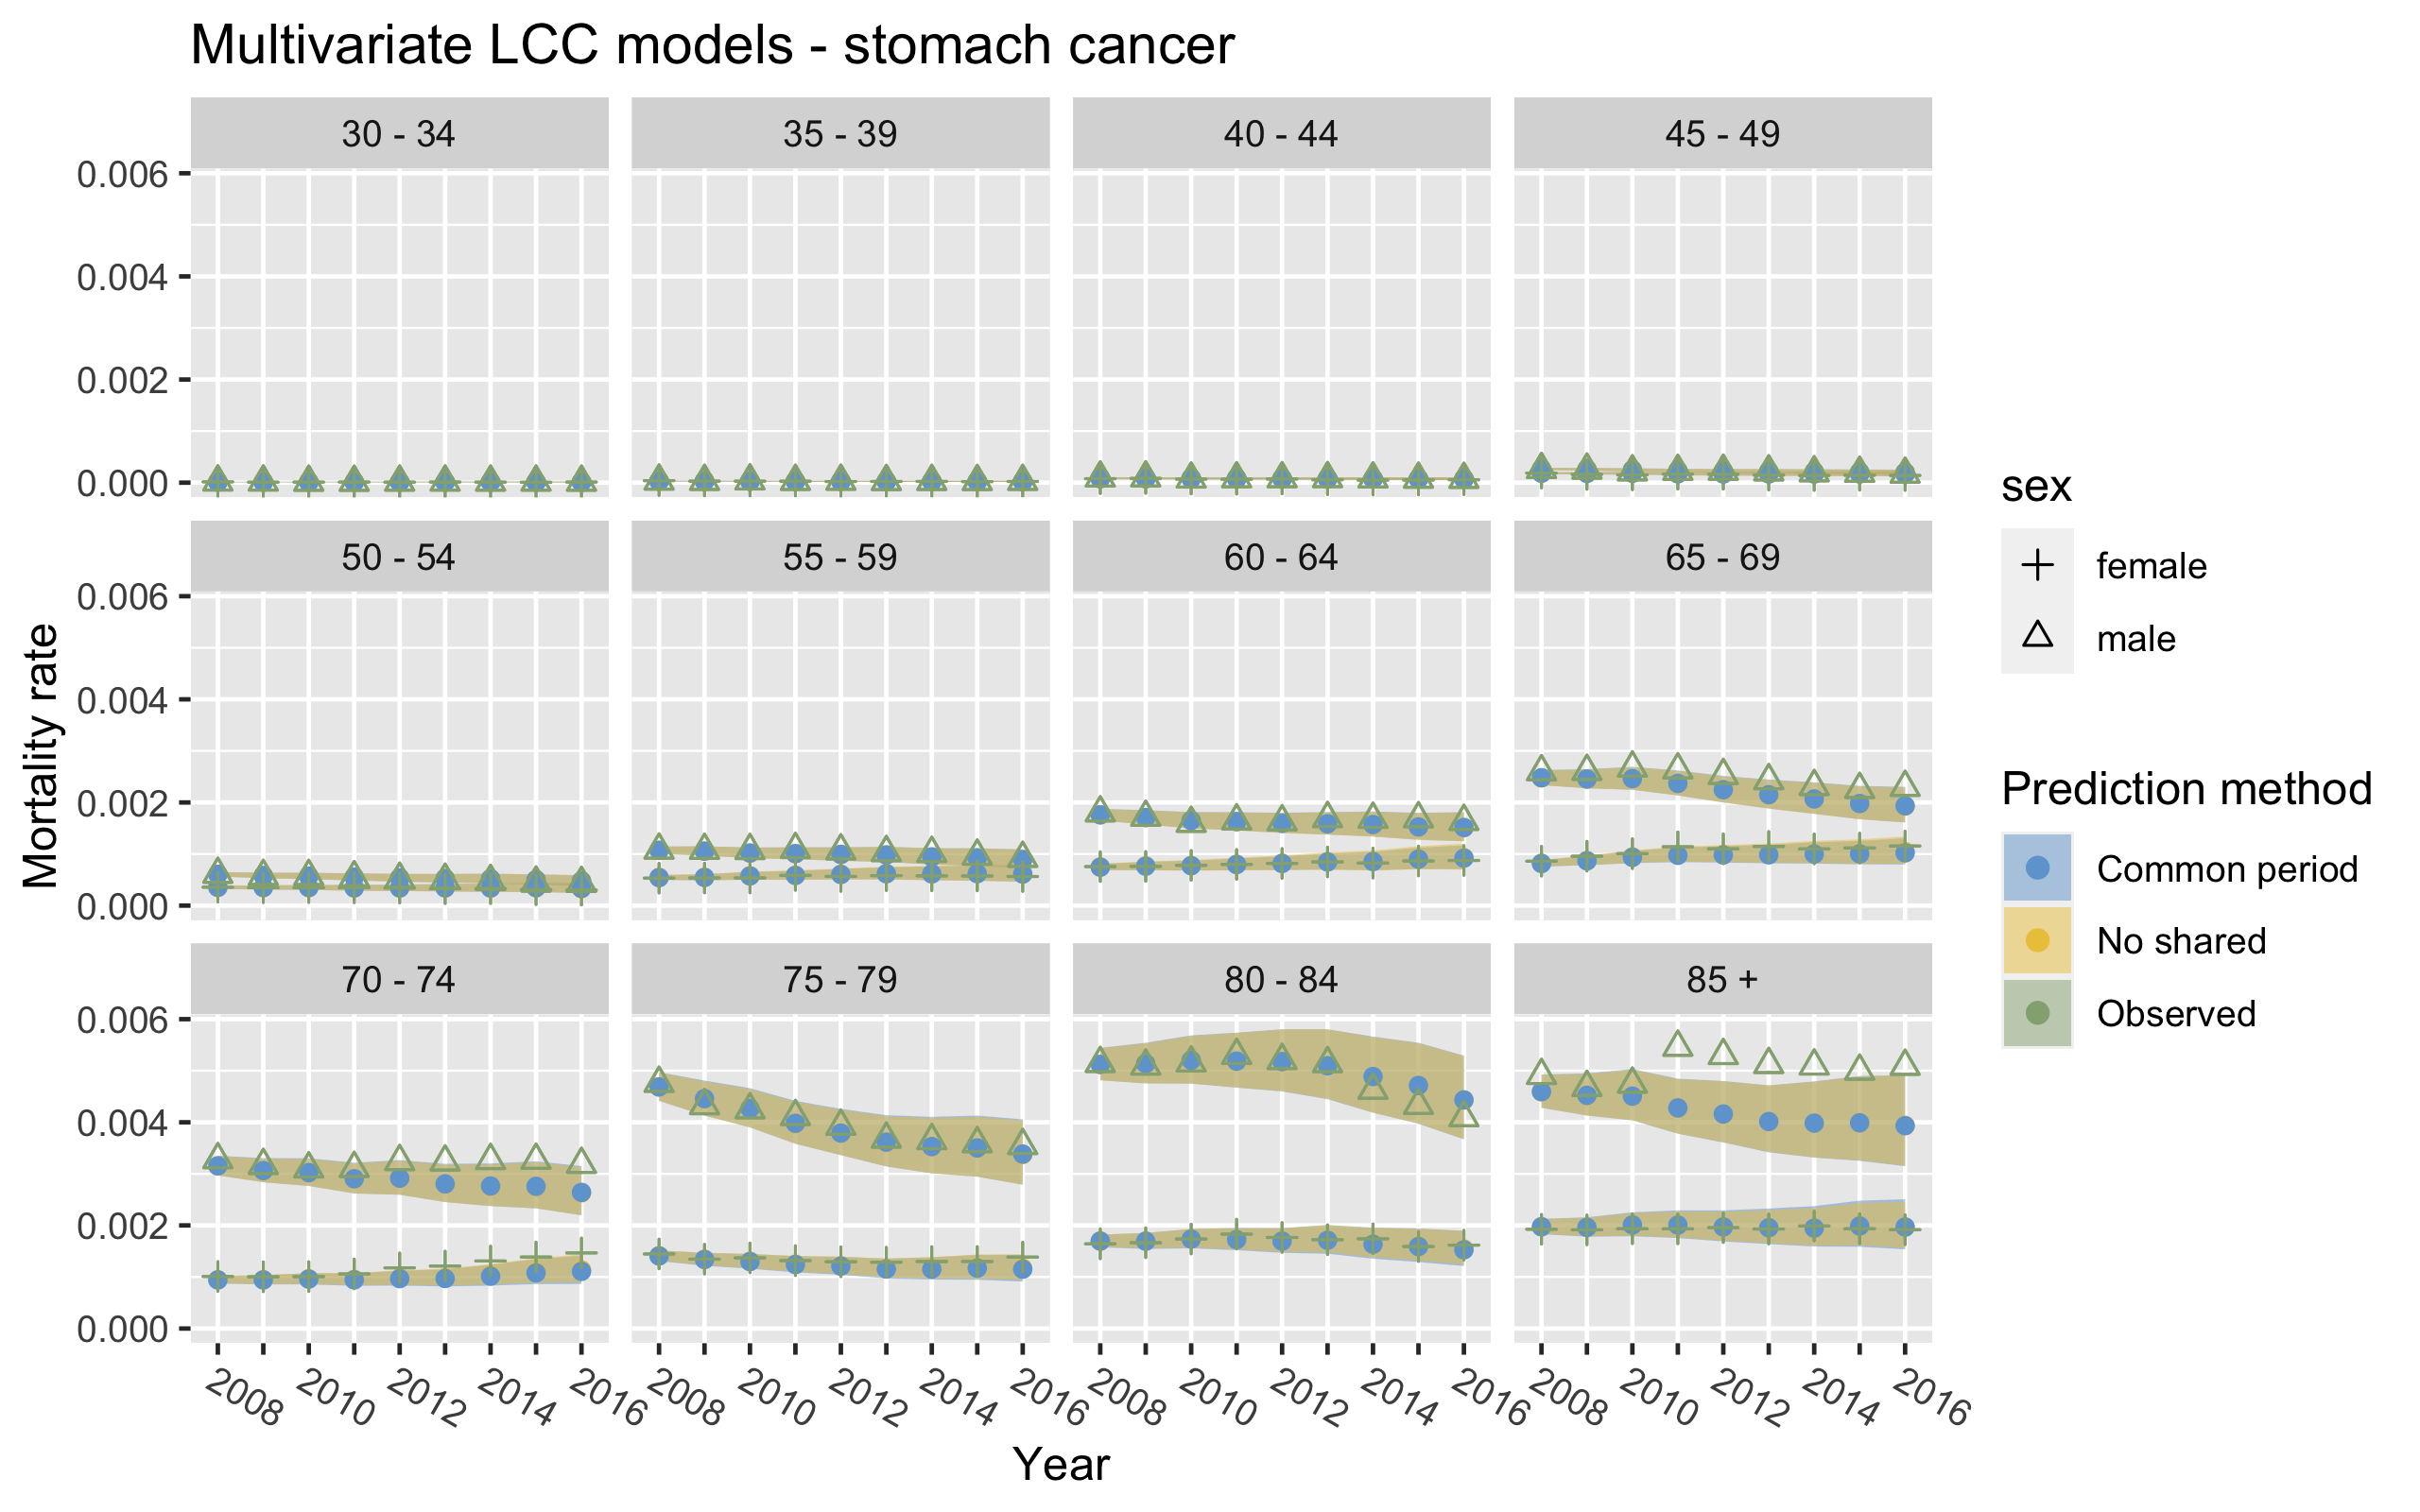 Multivariate LCC models - stomach cancer
30 - 34
35 - 39
40 - 44
45 - 49
0.006
0.004
0.002
0.000
50 - 54
55 - 59
60 - 64
65 - 69
0.006
0.004
0.002
0.000
70 - 74
75 - 79
80 - 84
85 +
0.006
0.004
0.002
0.000
2008 2010 2012 2014 2016
2008 2010 2012 2014 2016
2008 2010 2012 2014 2016
2008 2010 2012 2014 2016
Year
Mortality rate
sex
female
male
Prediction method
Common period
No shared
Observed